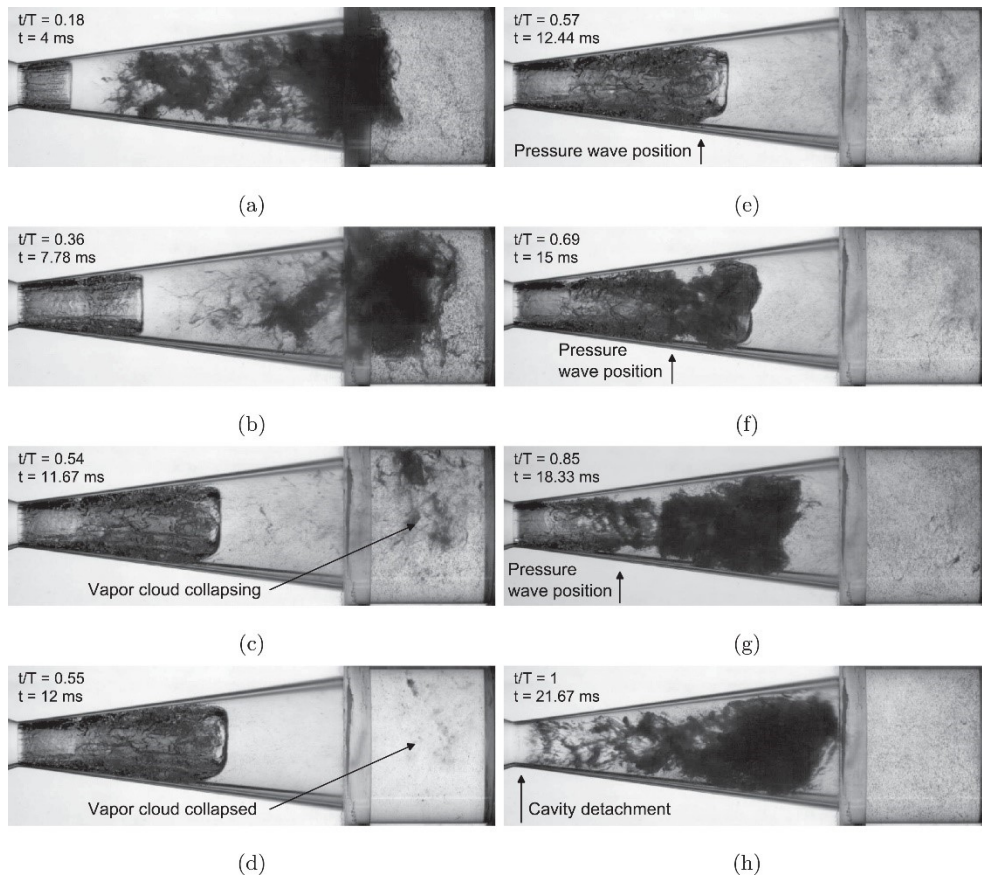 t/T = 0.18
t = 4 ms
(a)
t/T = 0.36
t = 7.78 ms
(b)
t/T = 0.54
t = 11.67 ms
Vapor cloud collapsing
(c)
t/T = 0.55
t = 12 ms
Vapor cloud collapsed
(d)
t/T = 0.57
t = 12.44 ms
Pressure wave position
(e)
t/T = 0.69
t = 15 ms
Pressure
wave position
(f)
t/T = 0.85
t = 18.33 ms
Pressure
wave position
(g)
t/T = 1
t = 21.67 ms
Cavity detachment
(h)